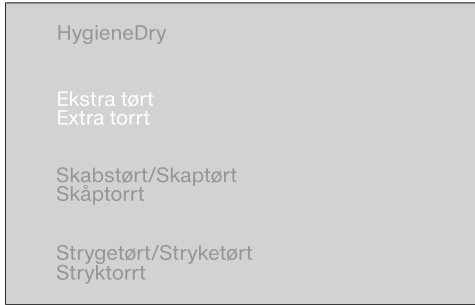 HygieneDry
Ekstra tørt
Extra torrt
Skabstørt/Skaptørt
Skåptorrt
Strygetørt/Stryketørt
Stryktorrt